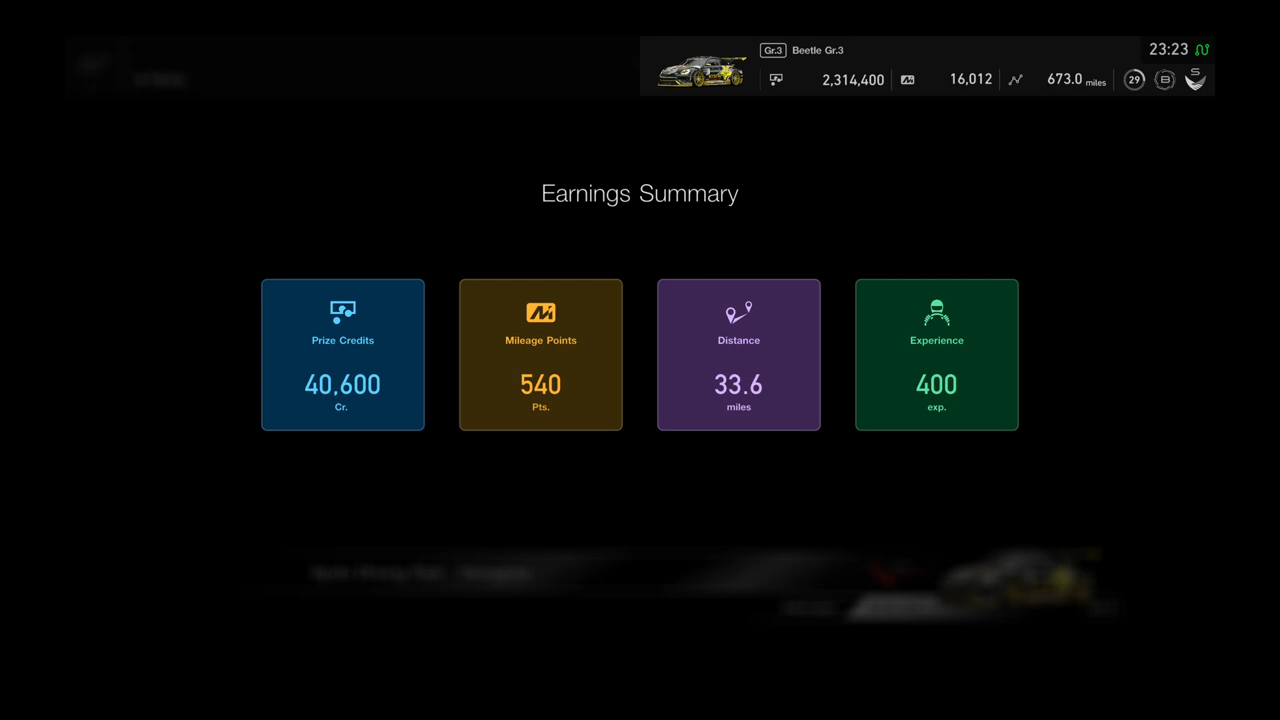 Gr.3 Beetle Gr.3
23:23
2,314,400 16,012 673.0 miles 29 B S
Earnings Summary
Prize Credits Mileage Points Distance Experience
40,600 540 33.6 400
Cr. Pts. miles exp.